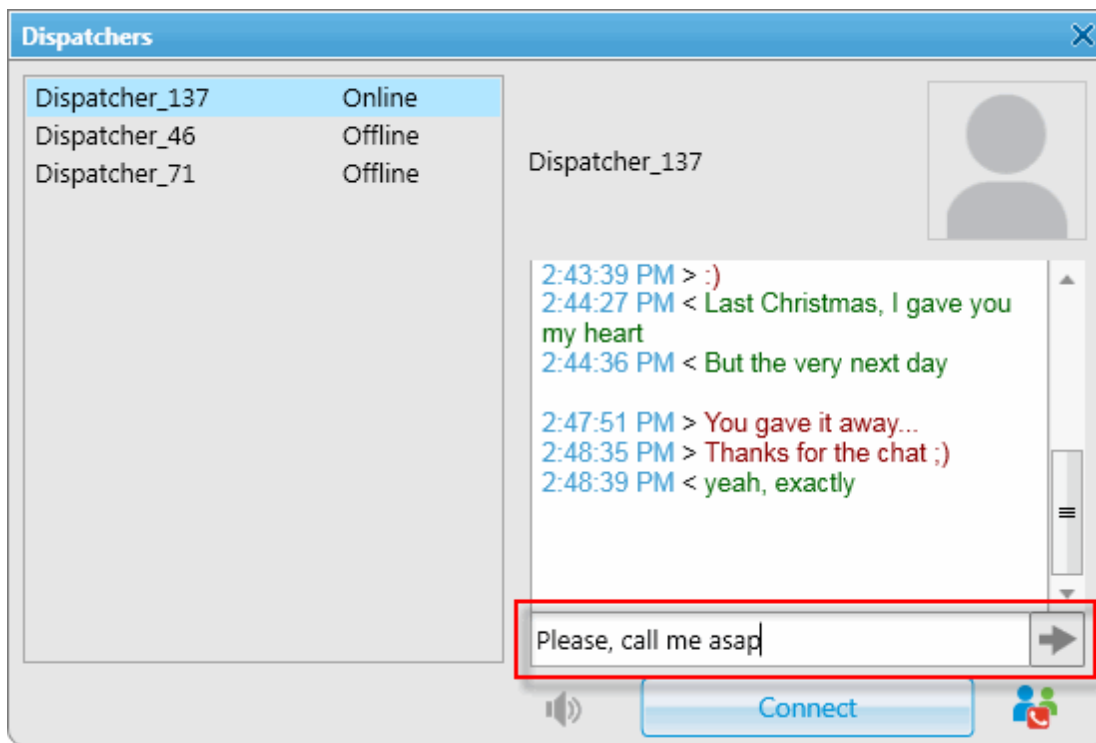 Dispatchers
Dispatcher_137 Online
Dispatcher_46 Offline
Dispatcher_71 Offline
Dispatcher_137
2:43:39 PM > :)
2:44:27 PM < Last Christmas, I gave you
my heart
2:44:36 PM < But the very next day
2:47:51 PM > You gave it away...
2:48:35 PM > Thanks for the chat ;)
2:48:39 PM < yeah, exactly
Please, call me asap
Connect